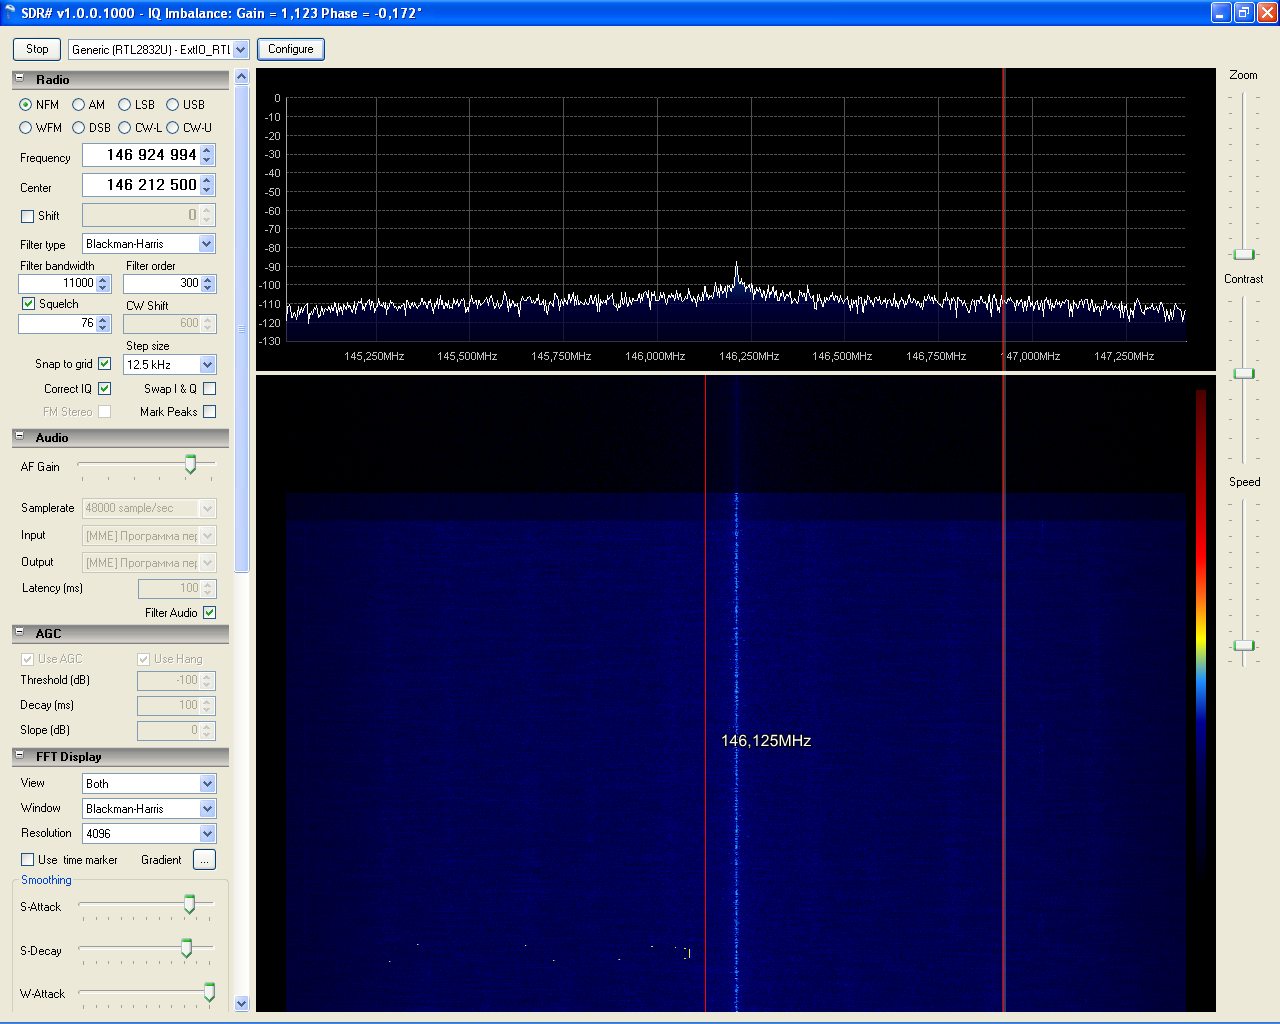 SDR# v1.0.0.1000 - IQ Imbalance: Gain = 1,123 Phase = -0,172°
Stop
Generic (RTL2832U) - ExtIO_RTL
Configure
Radio
NFM AM LSB USB
WFM DSB CW-L CW-U
Frequency 146 924 994
Center 146 212 500
Shift 0
Filter type Blackman-Harris
Filter bandwidth Filter order
11000 300
Squelch CW Shift
76 600
Step size
Snap to grid 12.5 kHz
Correct IQ Swap I & Q
FM Stereo Mark Peaks
Audio
AF Gain
Samplerate 48000 sample/sec
Input [MME] Программа пер
Output [MME] Программа пер
Latency (ms) 100
Filter Audio
AGC
Use AGC Use Hang
Threshold (dB) -100
Decay (ms) 100
Slope (dB) 0
FFT Display
View Both
Window Blackman-Harris
Resolution 4096
Use time marker Gradient ...
Smoothing
S-Attack
S-Decay
W-Attack
0
-10
-20
-30
-40
-50
-60
-70
-80
-90
-100
-110
-120
-130
145,250MHz 145,500MHz 145,750MHz 146,000MHz 146,250MHz 146,500MHz 146,750MHz 147,000MHz 147,250MHz
146,125MHz
Zoom
Contrast
Speed